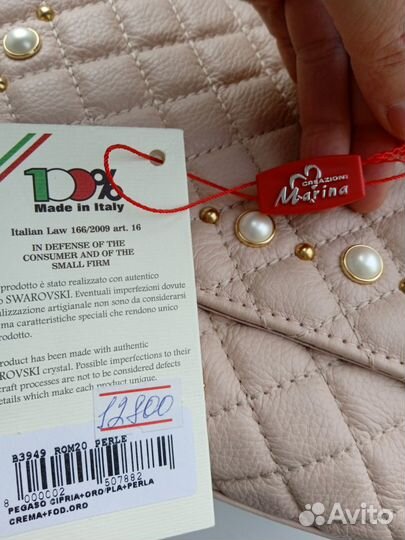 100%
Made in Italy
Italian Law 166/2009 art. 16
IN DEFENSE OF THE
CONSUMER AND OF THE
SMALL FIRM
prodotto è stato realizzato con autentico
o SWAROVSKI. Eventuali imperfezioni dovute
alizzazione artigianale non sono da considerarsi
ma caratteristiche speciali che rendono unico
prodotto.
product has been made with authentic
ROVSKI crystal. Possible imperfections to their
craft processes are not to be considered defects
details which make each product unique.
12800
B3949 ROM20 PERLE
8 000002 507882
PEGASO CIPRIA+ORO/PLA+PERLA
CREMA+FOD.ORO
CREAZIONI
Marina
Avito